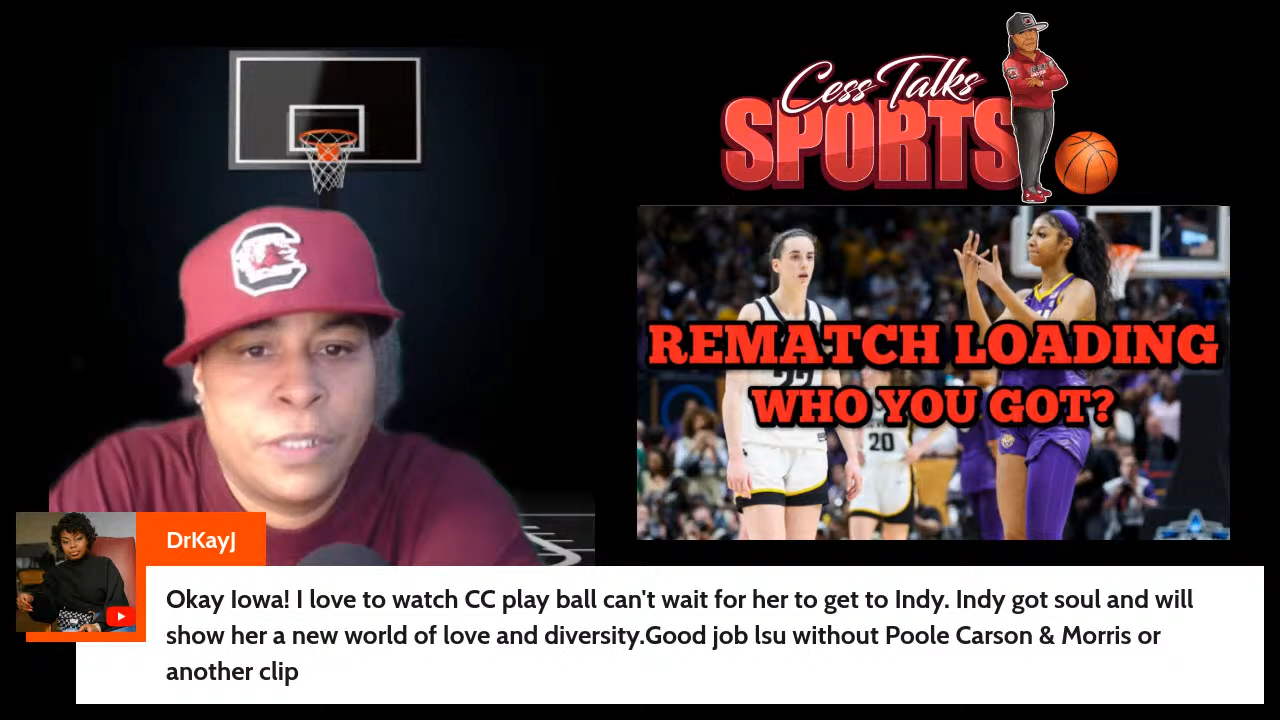 Cess Talks
SPORTS
C
REMATCH LOADING
WHO YOU GOT?
22
20
DrKayJ
Okay Iowa! I love to watch CC play ball can't wait for her to get to Indy. Indy got soul and will
show her a new world of love and diversity.Good job lsu without Poole Carson & Morris or
another clip